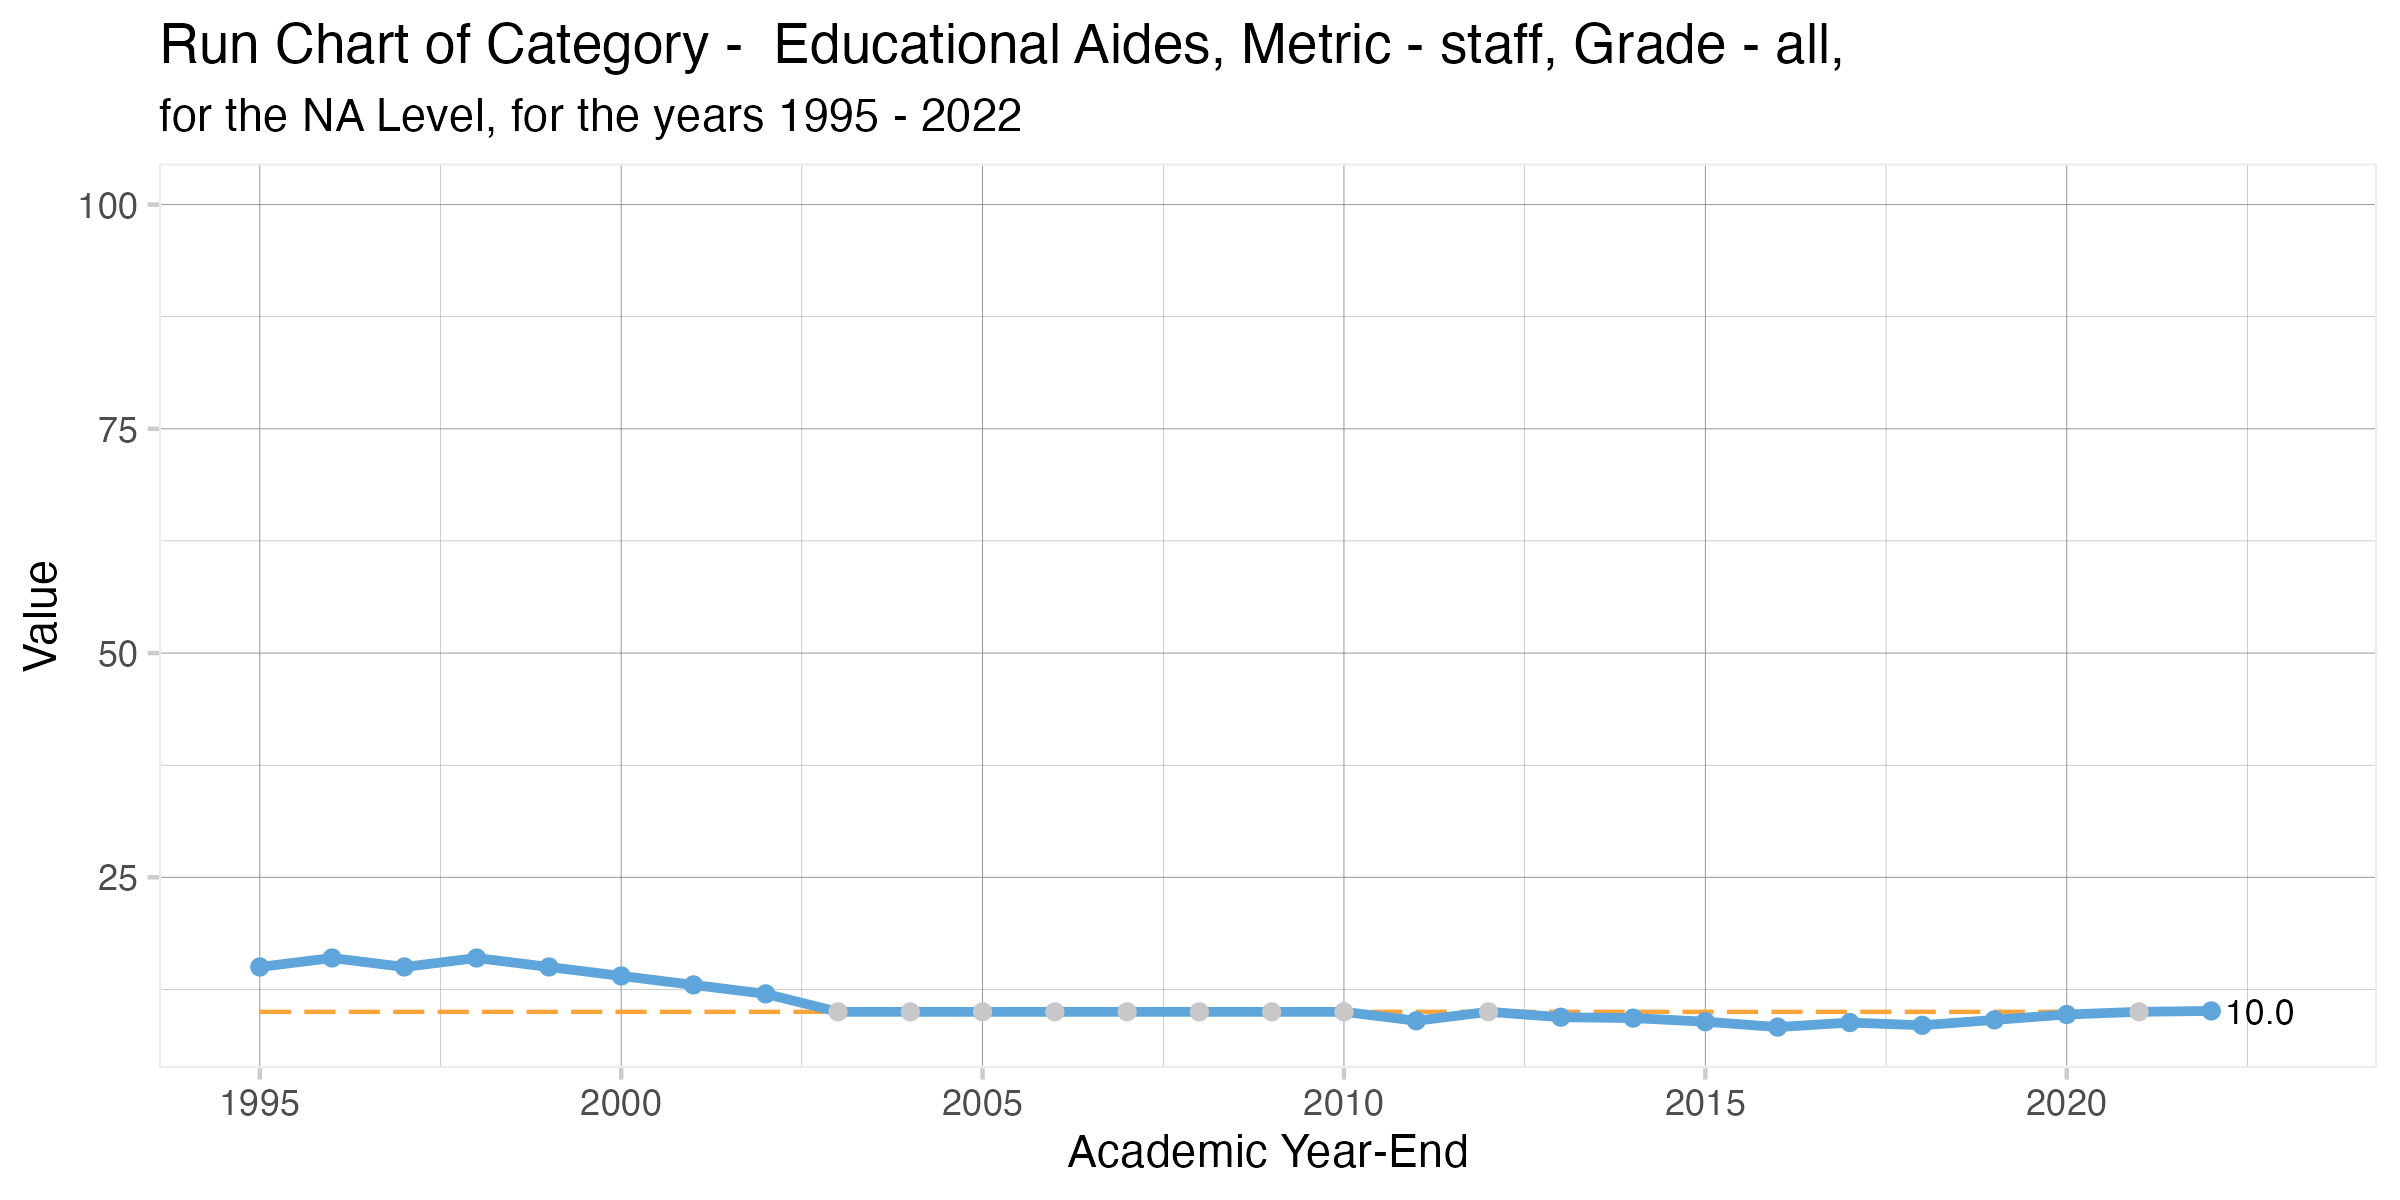 Run Chart of Category -  Educational Aides, Metric - staff, Grade - all,
for the NA Level, for the years 1995 - 2022
100
75
50
25
Value
10.0
1995 2000 2005 2010 2015 2020
Academic Year-End